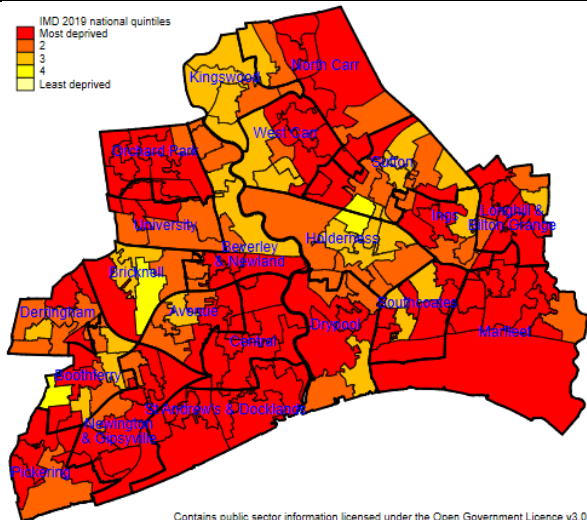 IMD 2019 national quintiles
Most deprived
2
3
4
Least deprived
North Carr
Kingswood
West Carr
Orchard Park
Sutton
University
Ings
Longhill &
Bilton Grange
Holderness
Beverley
& Newland
Bricknell
Derringham
Avenue
Southcoates
Drypool
Marfleet
Central
Boothferry
St Andrew's & Docklands
Newington
& Gipsyville
Pickering
Contains public sector information licensed under the Open Government Licence v3.0